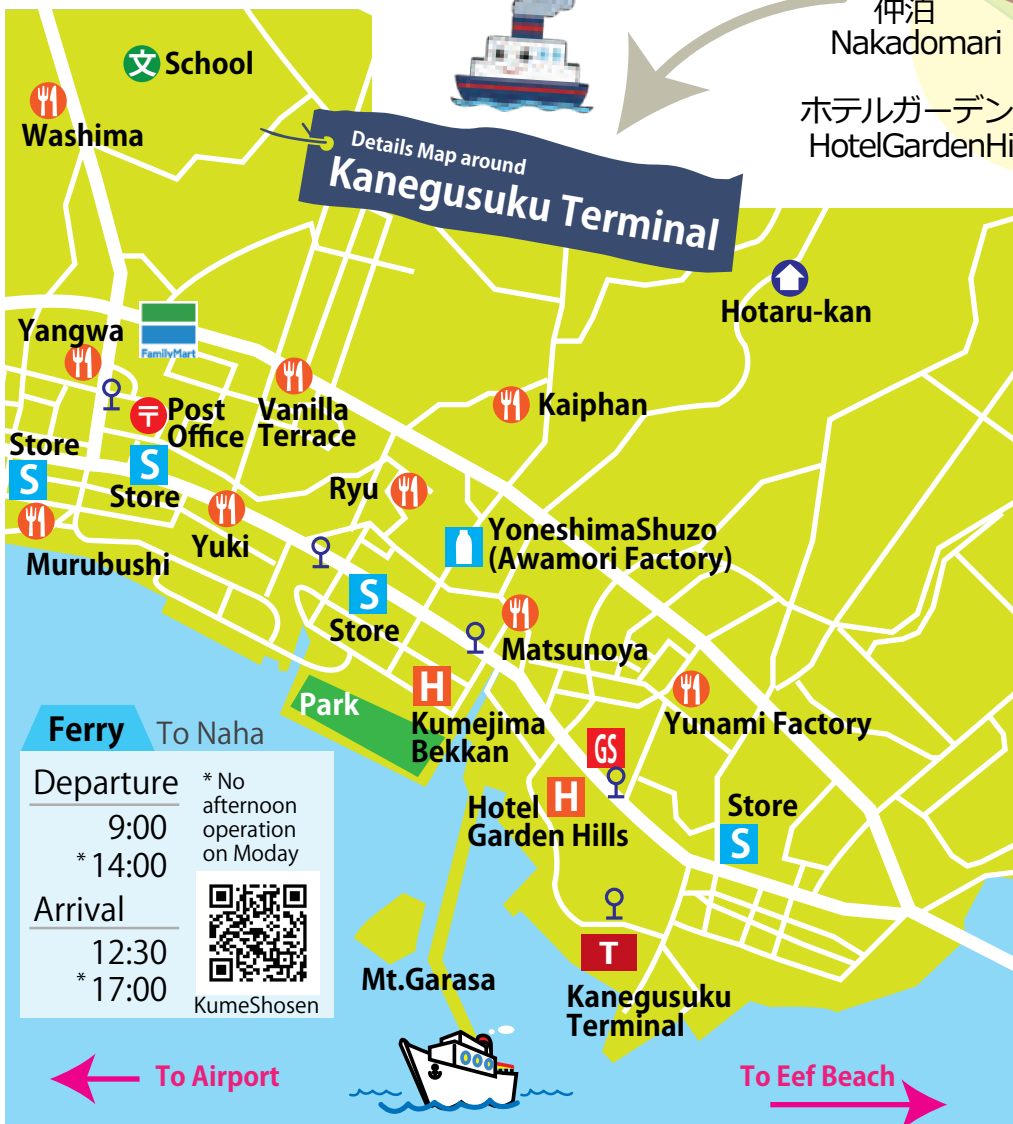 仲泊
Nakadomari
ホテルガーデン
HotelGardenHi
文 School
Washima
Details Map around
Kanegusuku Terminal
Hotaru-kan
Yangwa
FamilyMart
〒 Post
Office
Vanilla
Terrace
Kaiphan
Store
S
S
Store
Ryu
YoneshimaShuzo
(Awamori Factory)
Murubushi
Yuki
S
Store
Matsunoya
H
Kumejima
Bekkan
Park
Yunami Factory
GS
Hotel H
Garden Hills
Store
S
Ferry To Naha
Departure
9:00
*14:00
* No
afternoon
operation
on Moday
Arrival
12:30
*17:00
KumeShosen
Mt.Garasa
T
Kanegusuku
Terminal
To Airport
To Eef Beach